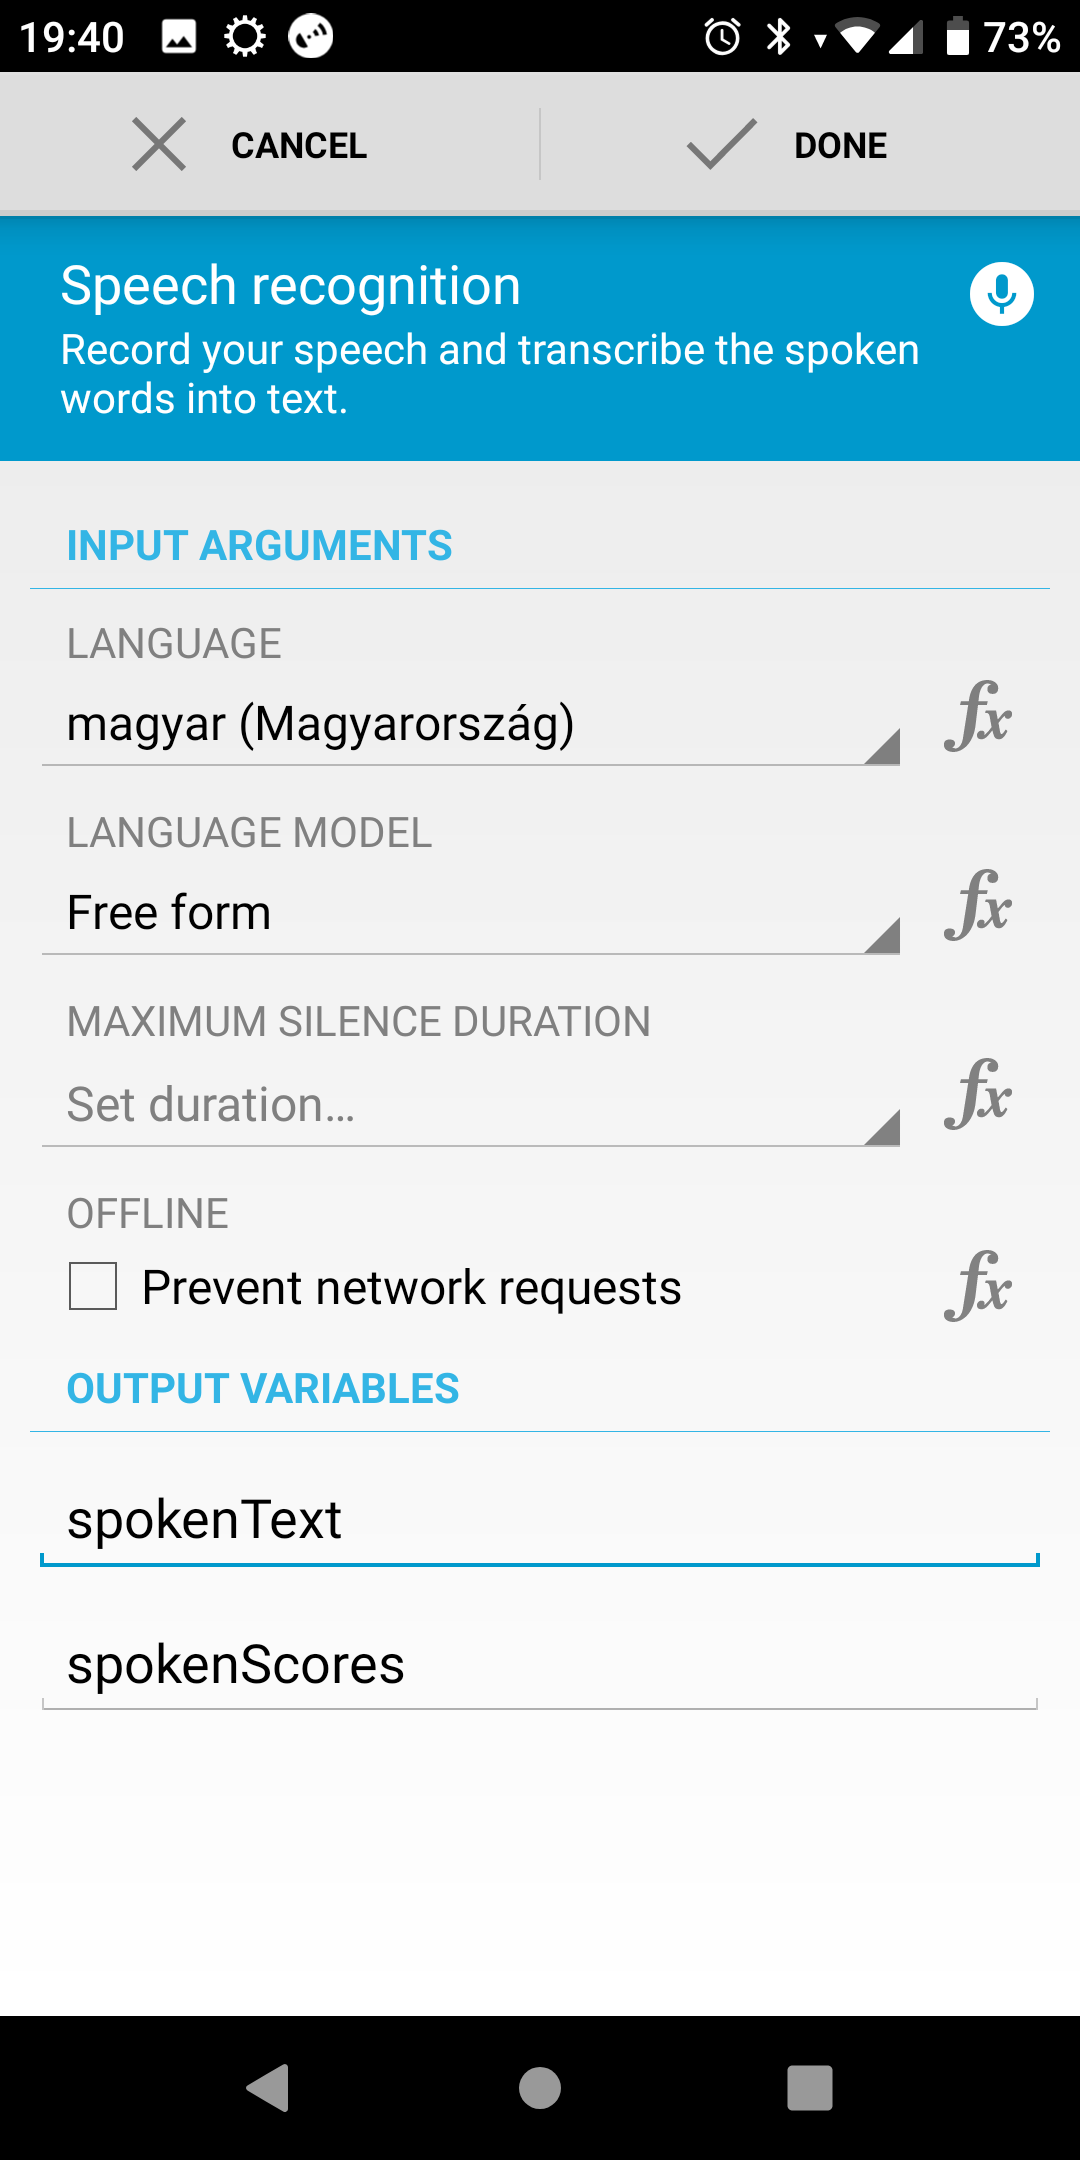 19:40 73%
CANCEL DONE
Speech recognition
Record your speech and transcribe the spoken
words into text.
INPUT ARGUMENTS
LANGUAGE
magyar (Magyarország)
fx
LANGUAGE MODEL
Free form
fx
MAXIMUM SILENCE DURATION
Set duration…
fx
OFFLINE
Prevent network requests
fx
OUTPUT VARIABLES
spokenText
spokenScores